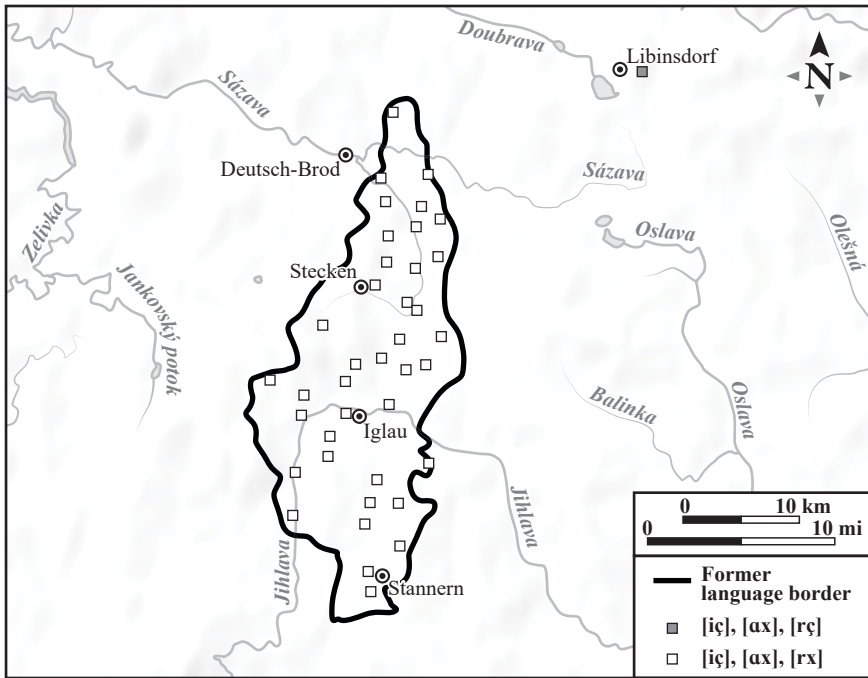 Doubrava
Libinsdorf
N
Sázava
Deutsch-Brod
Sázava
Želivka
Oslava
Olešná
Stecken
Jankovský potok
Balinka
Oslava
Iglau
Jihlava
Jihlava
Stannern
0 10 km
0 10 mi
Former
language border
[iç], [ɑx], [rç]
[iç], [ɑx], [rx]